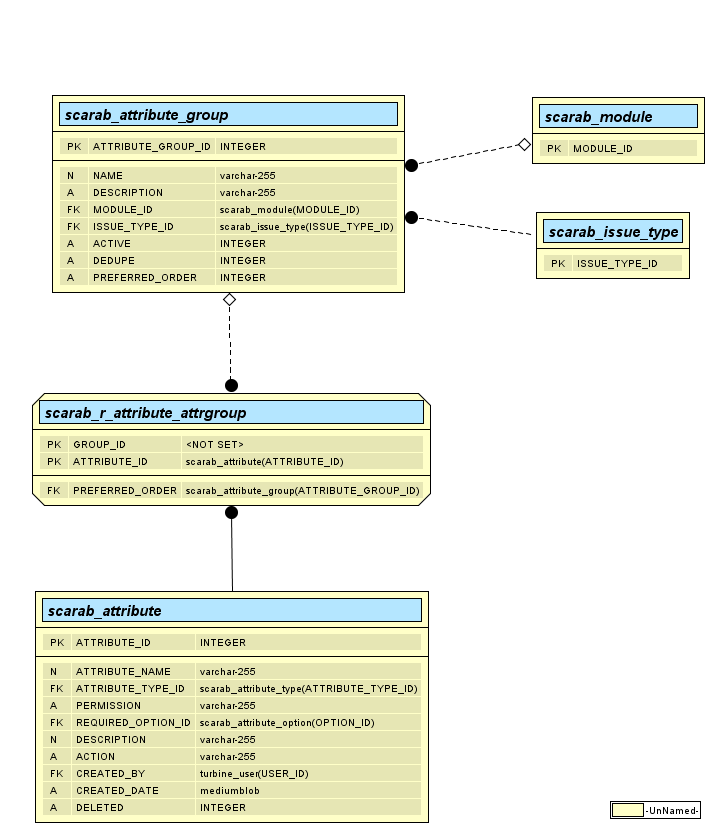 scarab_attribute_group
PK ATTRIBUTE_GROUP_ID INTEGER
N NAME varchar-255
A DESCRIPTION varchar-255
FK MODULE_ID scarab_module(MODULE_ID)
FK ISSUE_TYPE_ID scarab_issue_type(ISSUE_TYPE_ID)
A ACTIVE INTEGER
A DEDUPE INTEGER
A PREFERRED_ORDER INTEGER
scarab_module
PK MODULE_ID
scarab_issue_type
PK ISSUE_TYPE_ID
scarab_r_attribute_attrgroup
PK GROUP_ID <NOT SET>
PK ATTRIBUTE_ID scarab_attribute(ATTRIBUTE_ID)
FK PREFERRED_ORDER scarab_attribute_group(ATTRIBUTE_GROUP_ID)
scarab_attribute
PK ATTRIBUTE_ID INTEGER
N ATTRIBUTE_NAME varchar-255
FK ATTRIBUTE_TYPE_ID scarab_attribute_type(ATTRIBUTE_TYPE_ID)
A PERMISSION varchar-255
FK REQUIRED_OPTION_ID scarab_attribute_option(OPTION_ID)
N DESCRIPTION varchar-255
A ACTION varchar-255
FK CREATED_BY turbine_user(USER_ID)
A CREATED_DATE mediumblob
A DELETED INTEGER
-UnNamed-